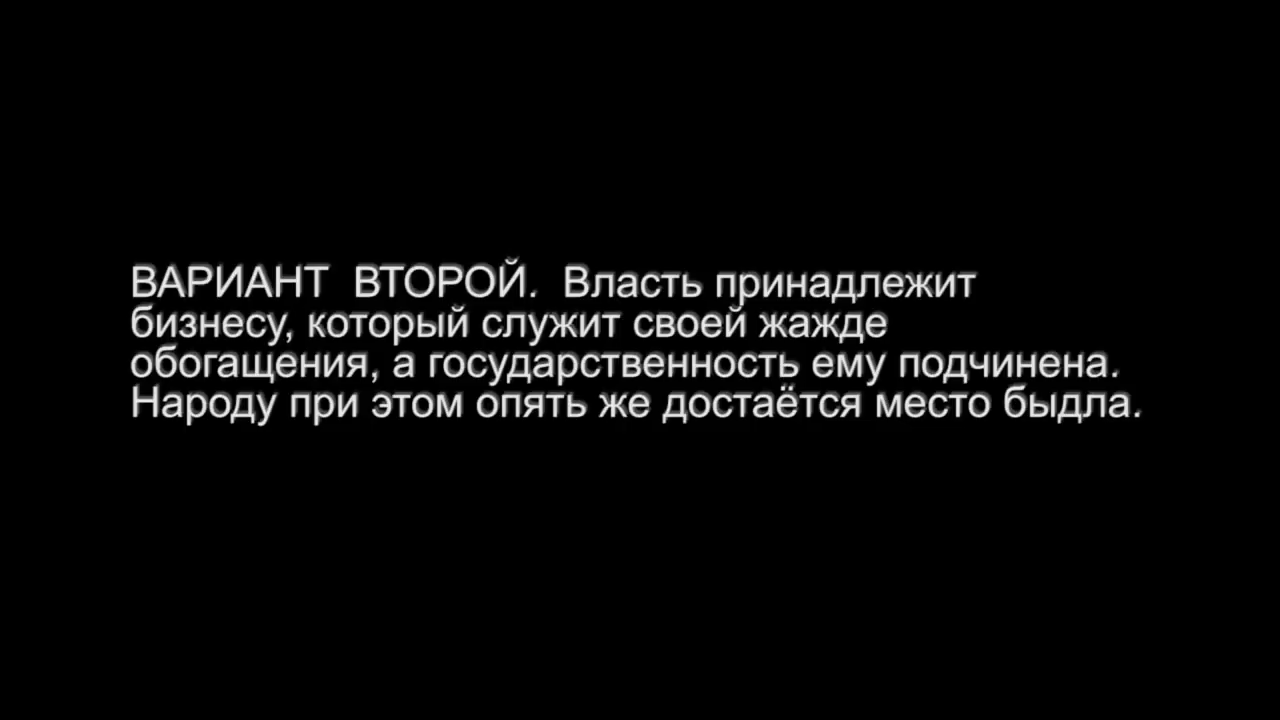 ВАРИАНТ ВТОРОЙ. Власть принадлежит
бизнесу, который служит своей жажде
обогащения, а государственность ему подчинена.
Народу при этом опять же достаётся место быдла.